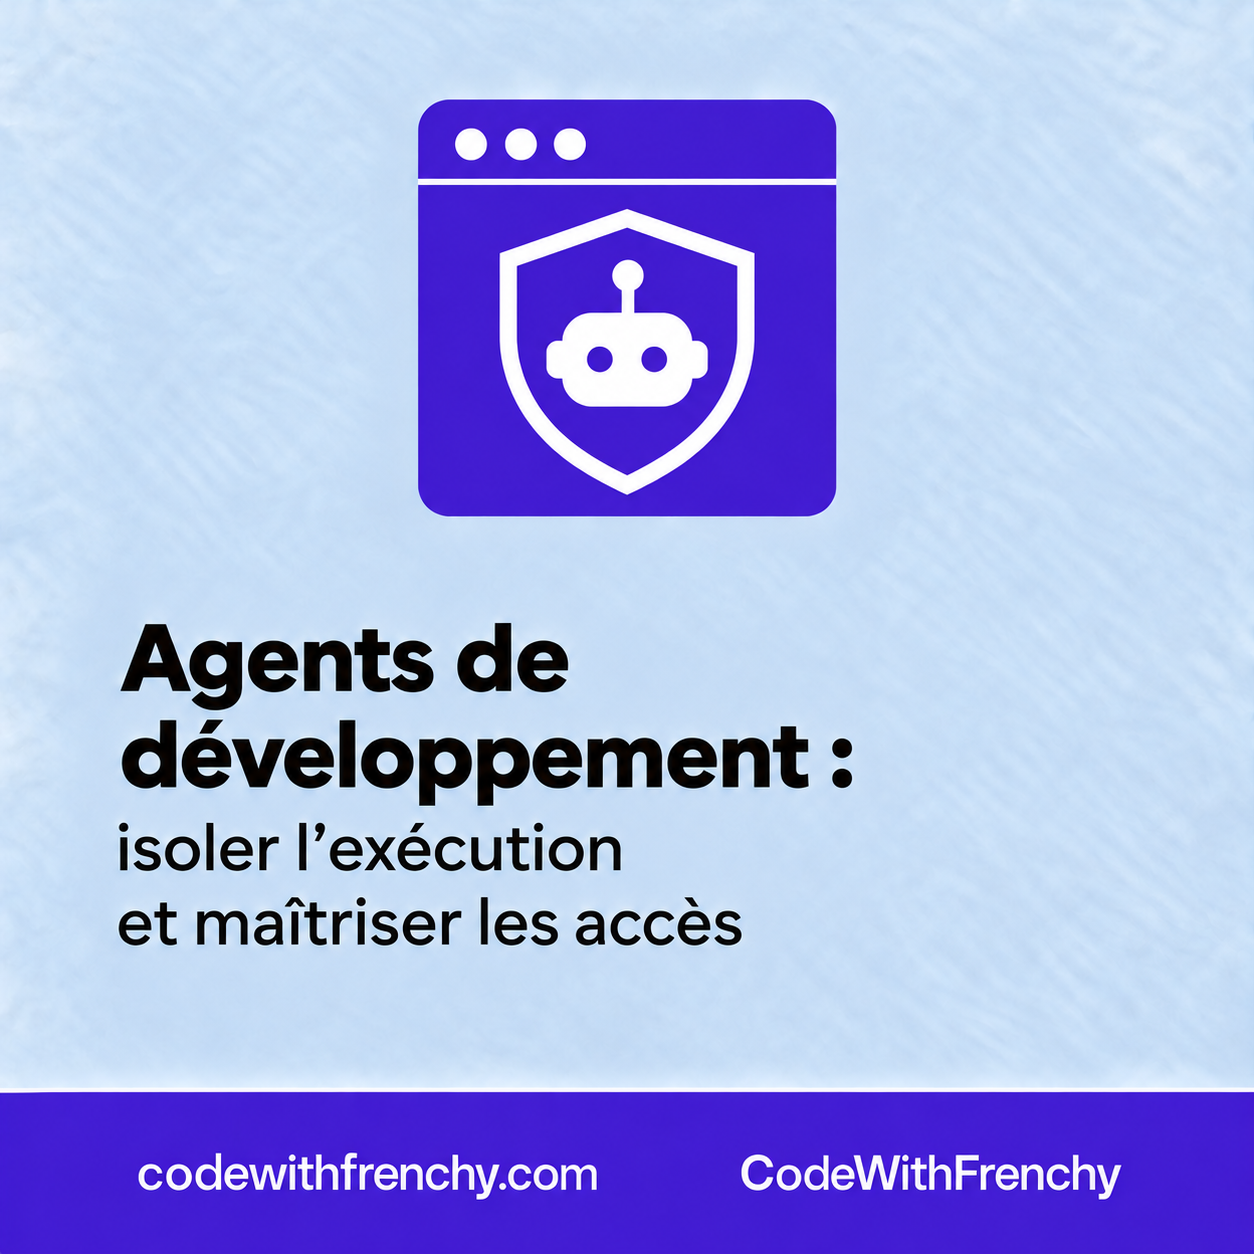 Agents de
développement :
isoler l’exécution
et maîtriser les accès
codewithfrenchy.com
CodeWithFrenchy